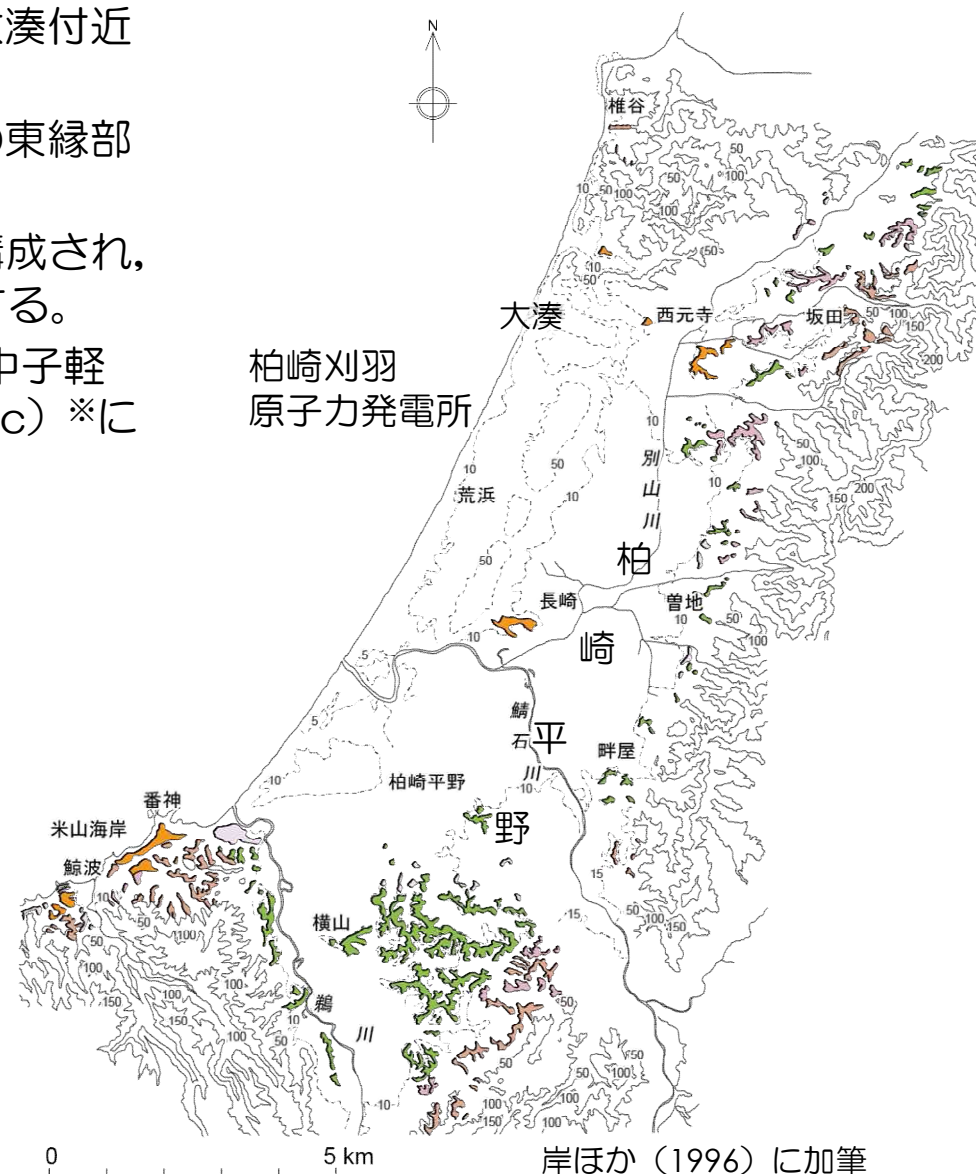 湊付近
東縁部
構成され,
する。
中子軽
c）※に
N
椎谷
大湊
西元寺
坂田
柏崎刈羽
原子力発電所
別山川
荒浜
柏崎平野
長崎
曽地
鯖石川
畔屋
柏崎平野
番神
米山海岸
鯨波
横山
鵜川
0 5 km
岸ほか（1996）に加筆